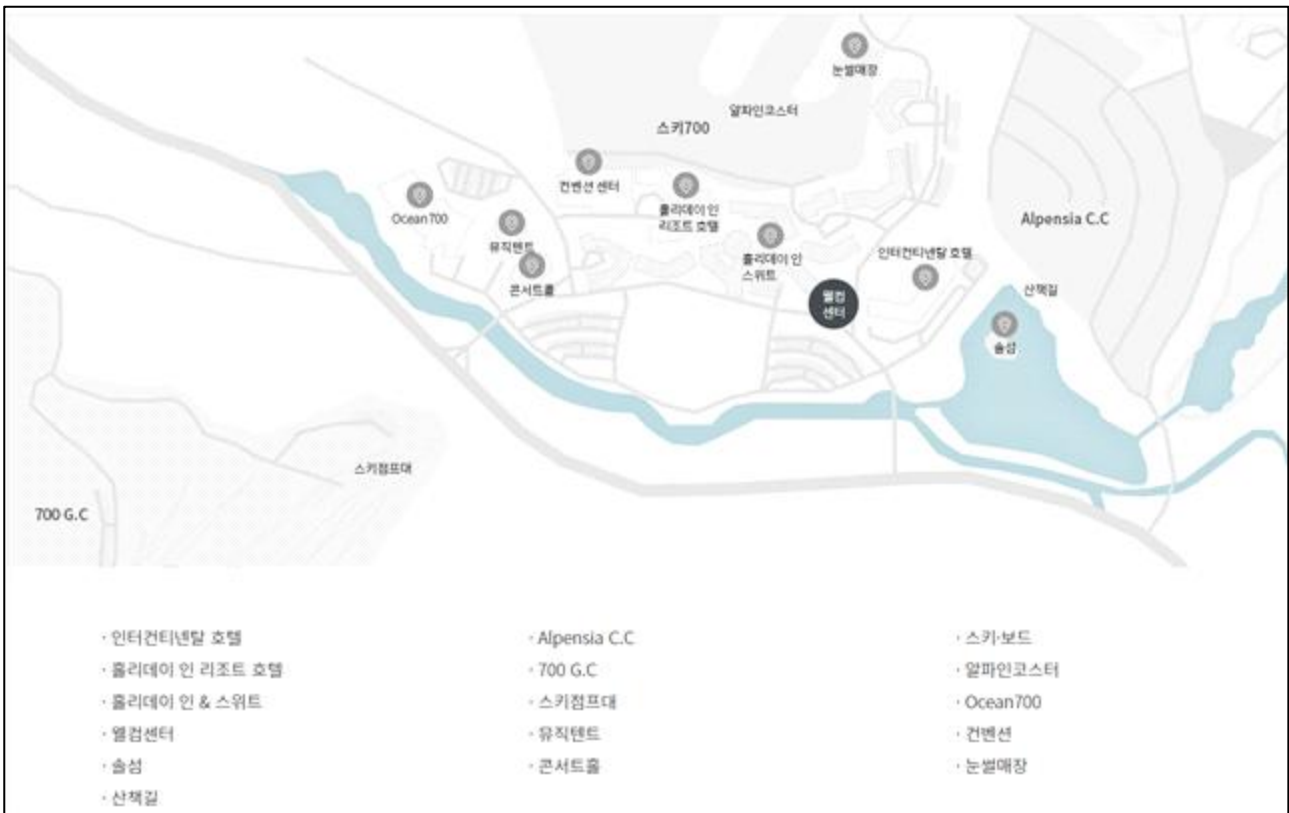 눈썰매장
알파인코스터
스키700
컨벤션 센터
홀리데이 인
리조트 호텔
Ocean700
뮤직텐트
콘서트홀
홀리데이 인
스위트
인터컨티넨탈 호텔
Alpensia C.C
웰컴
센터
산책길
솔섬
스키점프대
700 G.C
· 인터컨티넨탈 호텔
· 홀리데이 인 리조트 호텔
· 홀리데이 인 & 스위트
· 웰컴센터
· 솔섬
· 산책길
· Alpensia C.C
· 700 G.C
· 스키점프대
· 뮤직텐트
· 콘서트홀
· 스키·보드
· 알파인코스터
· Ocean700
· 컨벤션
· 눈썰매장